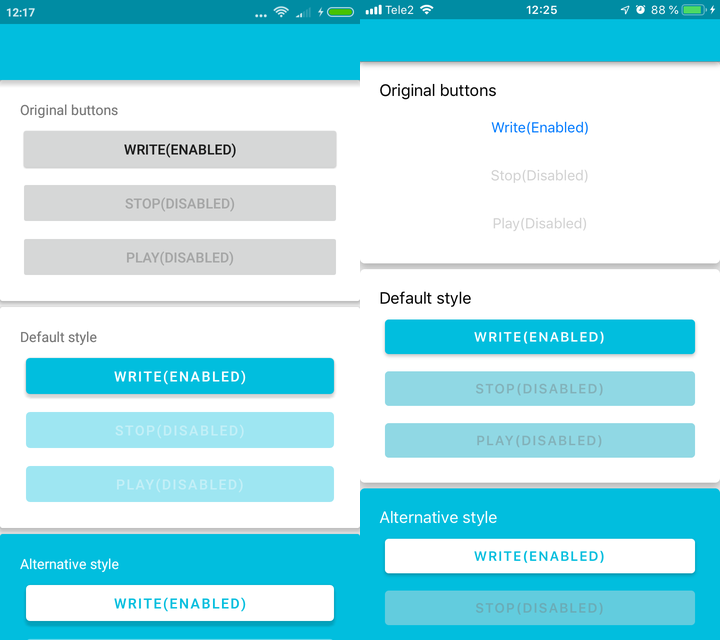 12:17
Original buttons
WRITE(ENABLED)
STOP(DISABLED)
PLAY(DISABLED)
Default style
WRITE(ENABLED)
STOP(DISABLED)
PLAY(DISABLED)
Alternative style
WRITE(ENABLED)
Tele2 12:25 88 %
Original buttons
Write(Enabled)
Stop(Disabled)
Play(Disabled)
Default style
WRITE(ENABLED)
STOP(DISABLED)
PLAY(DISABLED)
Alternative style
WRITE(ENABLED)
STOP(DISABLED)